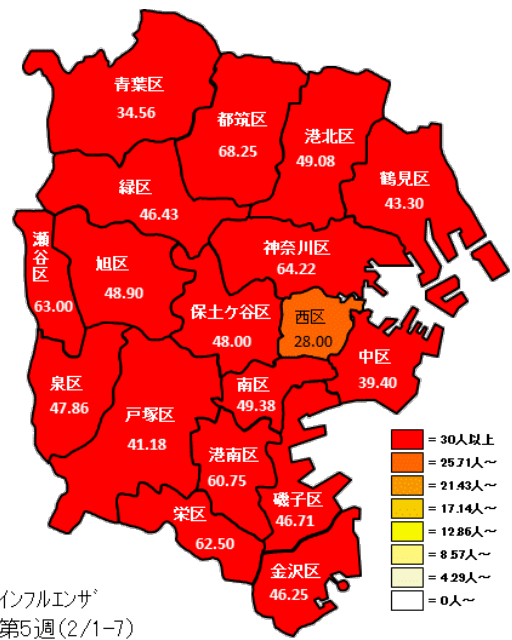 青葉区
34.56
都筑区
68.25
港北区
49.08
鶴見区
43.30
緑区
46.43
神奈川区
64.22
瀬谷区
63.00
旭区
48.90
保土ケ谷区
48.00
西区
28.00
中区
39.40
泉区
47.86
戸塚区
41.18
南区
49.38
港南区
60.75
磯子区
46.71
栄区
62.50
金沢区
46.25
=30人以上
=25.71人～
=21.43人～
=17.14人～
=12.86人～
=8.57人～
=4.29人～
=0人～
インフルエンザ
第5週(2/1-7)